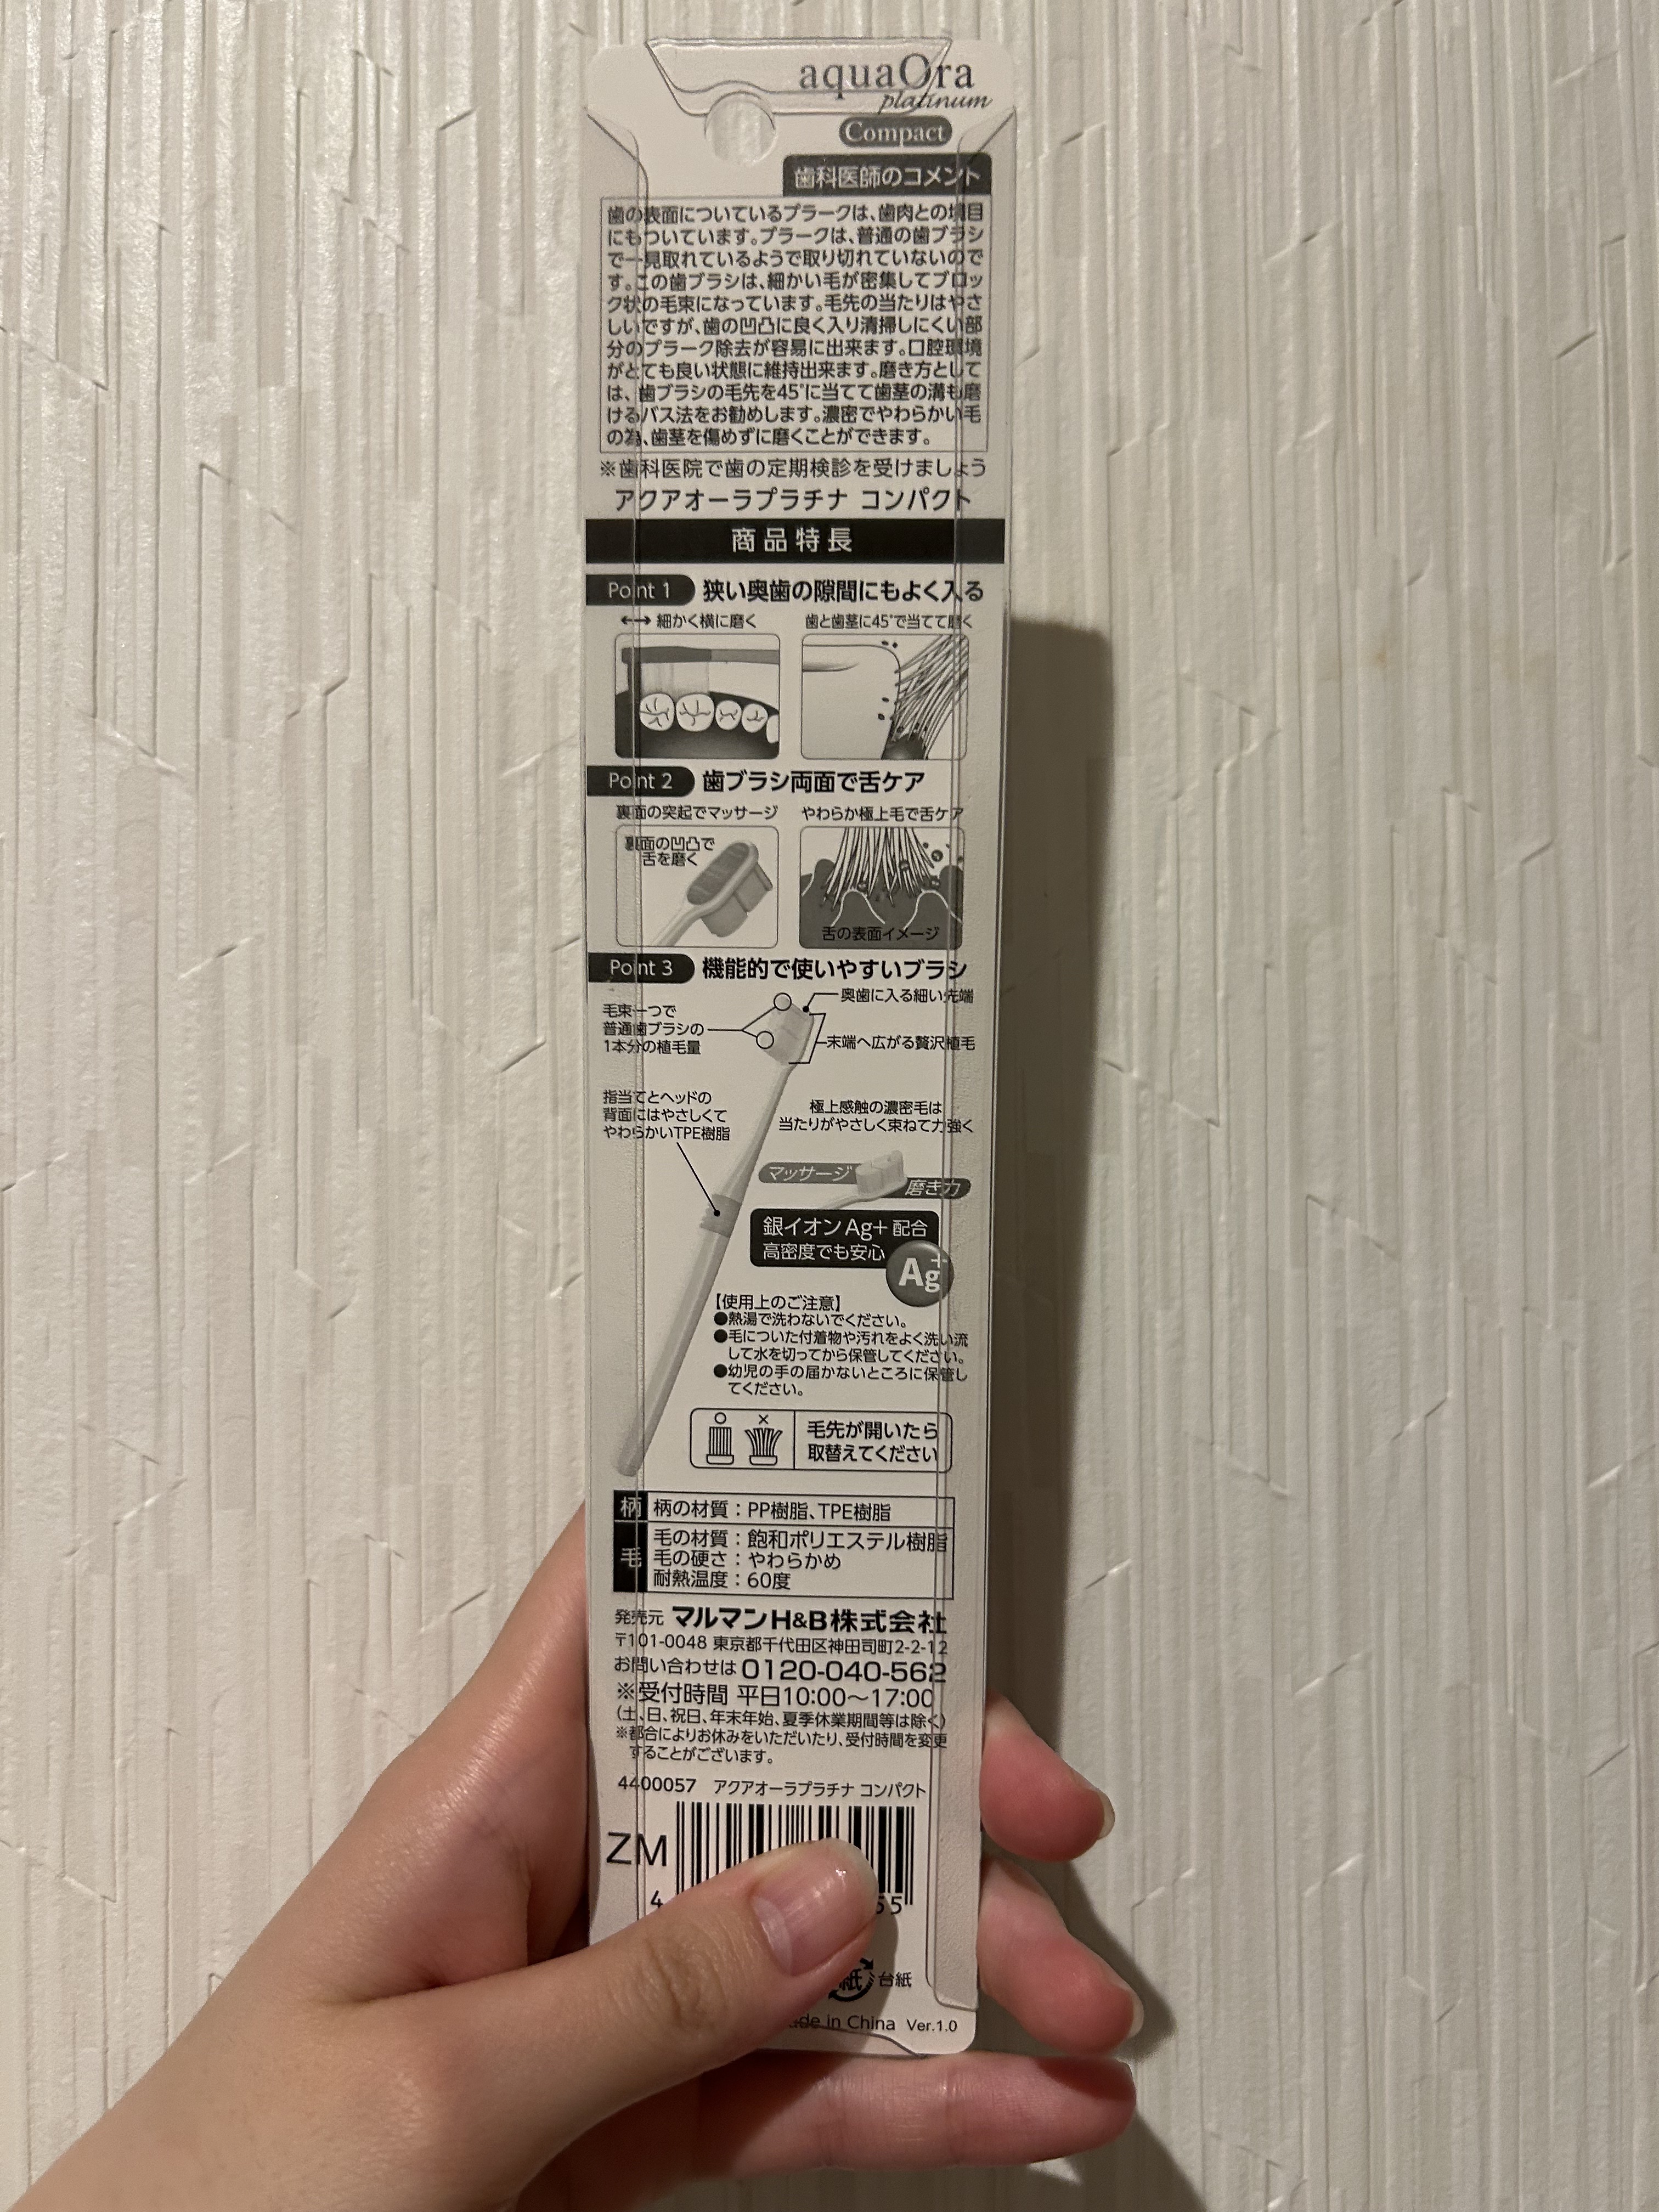 aquaOra
platinum
Compact
歯科医師のコメント
歯の表面についているプラークは、歯肉との境目
にもついています。プラークは、普通の歯ブラシ
で一見取れているようで取り切れていないので
す。この歯ブラシは、細かい毛が密集してブロッ
ク状の毛束になっています。毛先の当たりはやさ
しいですが、歯の凹凸に良く入り清掃しにくい部
分のプラーク除去が容易に出来ます。口腔環境
がとても良い状態に維持出来ます。磨き方として
は、歯ブラシの毛先を45°に当てて歯茎の溝も磨
けるバス法をお勧めします。濃密でやわらかい毛
の為、歯茎を傷めずに磨くことができます。
※歯科医院で歯の定期検診を受けましょう
アクアオーラプラチナ コンパクト
商品特長
Point 1 狭い奥歯の隙間にもよく入る
↔ 細かく横に磨く
歯と歯茎に45°で当てて磨く
Point 2 歯ブラシ両面で舌ケア
裏面の突起でマッサージ
やわらか極上毛で舌ケア
裏面の凹凸で
舌を磨く
舌の表面イメージ
Point 3 機能的で使いやすいブラシ
奥歯に入る細い先端
毛束一つで
普通歯ブラシの
1本分の植毛量
末端へ広がる贅沢植毛
指当てとヘッドの
背面にはやさしくて
やわらかいTPE樹脂
極上感触の濃密毛は
当たりがやさしく束ねて力強く
マッサージ
磨き力
銀イオンAg+ 配合
高密度でも安心
Ag+
【使用上のご注意】
●熱湯で洗わないでください。
●毛についた付着物や汚れをよく洗い流
して水を切ってから保管してください。
●幼児の手の届かないところに保管し
てください。
○ ×
毛先が開いたら
取替えてください
柄 柄の材質：PP樹脂、TPE樹脂
毛 毛の材質：飽和ポリエステル樹脂
毛の硬さ：やわらかめ
耐熱温度：60度
発売元 マルマンH&B株式会社
〒101-0048 東京都千代田区神田司町2-2-12
お問い合わせは 0120-040-562
※受付時間 平日10:00～17:00
（土、日、祝日、年末年始、夏季休業期間等は除く）
※都合によりお休みをいただいたり、受付時間を変更
することがございます。
4400057 アクアオーラプラチナ コンパクト
ZM
4
55
紙 台紙
in China Ver.1.0